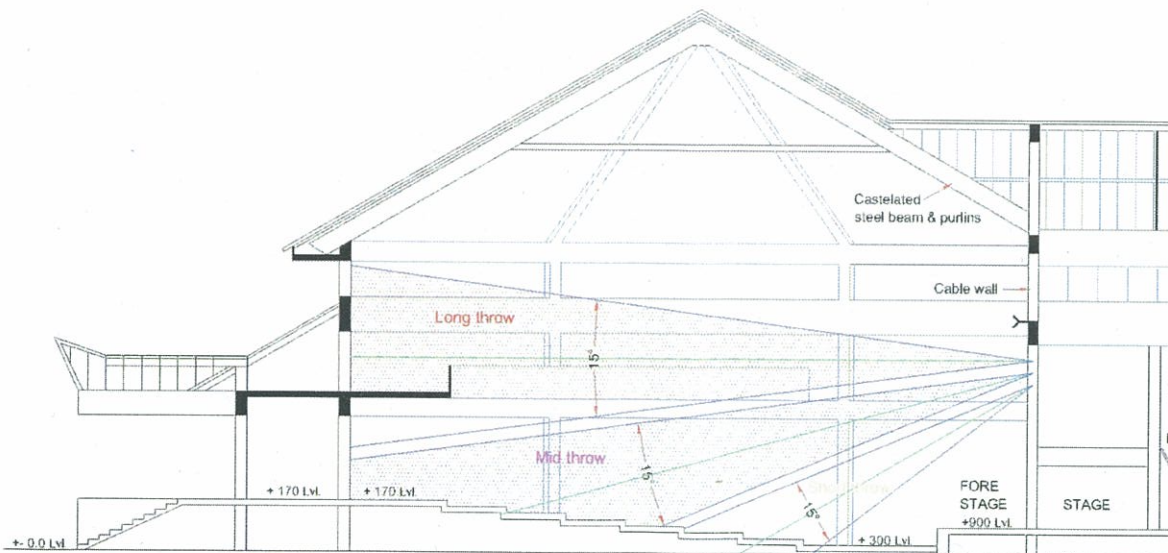 Castelated
steel beam & purlins
Cable wall
Long throw
15°
Mid throw
15°
15°
+ 170 Lvl.
+ 170 Lvl.
FORE
STAGE
STAGE
+900 Lvl.
+- 0.0 Lvl.
+ 300 Lvl.